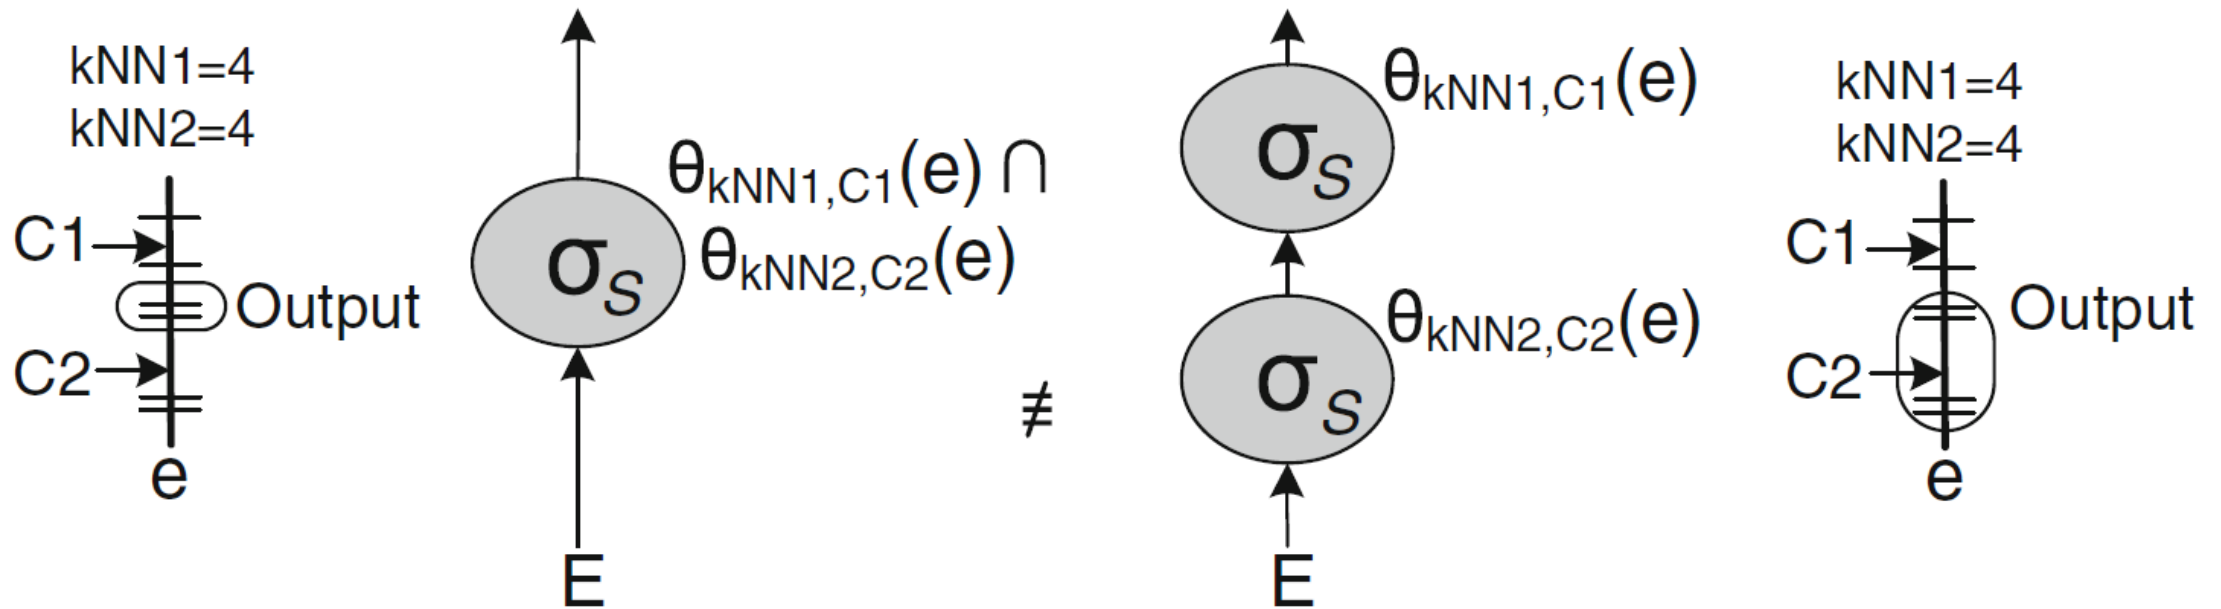 kNN1=4
kNN2=4
C1
Output
C2
e
σS
θkNN1,C1(e) ∩
θkNN2,C2(e)
E
≢
σS
θkNN1,C1(e)
σS
θkNN2,C2(e)
E
kNN1=4
kNN2=4
C1
Output
C2
e